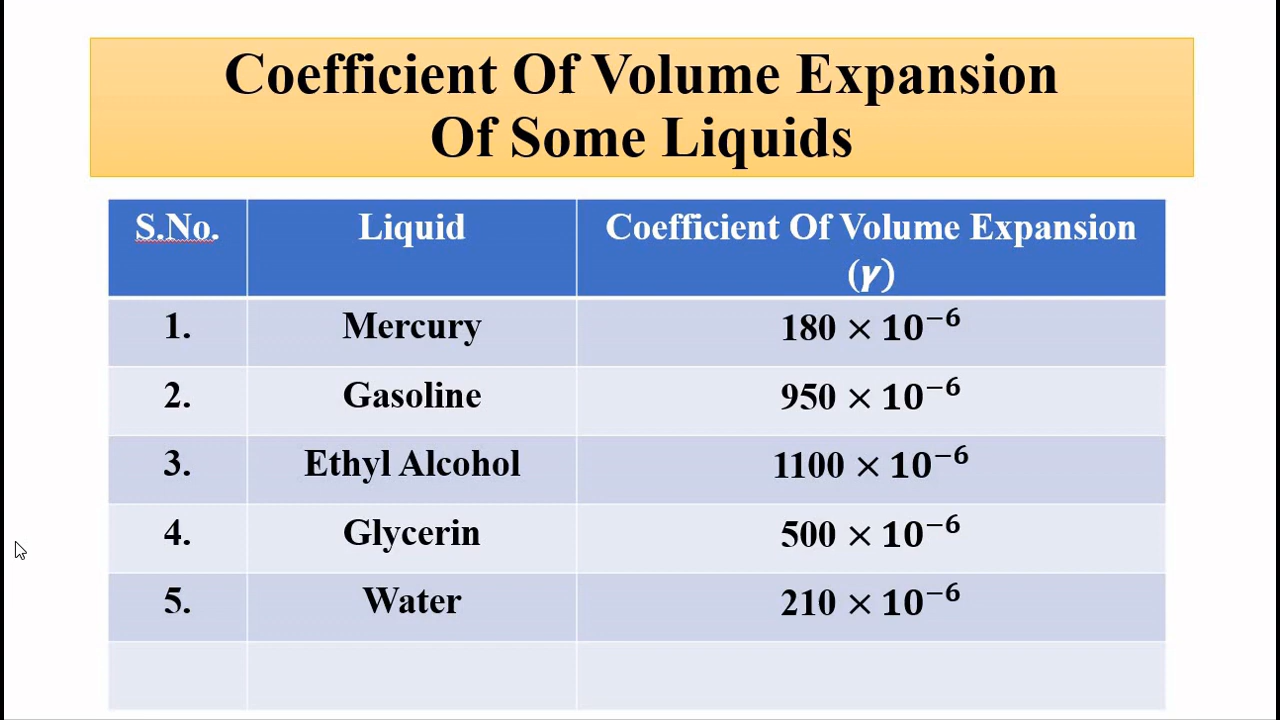 Coefficient Of Volume Expansion
Of Some Liquids
S.No. Liquid Coefficient Of Volume Expansion
(γ)
1. Mercury 180 × 10⁻⁶
2. Gasoline 950 × 10⁻⁶
3. Ethyl Alcohol 1100 × 10⁻⁶
4. Glycerin 500 × 10⁻⁶
5. Water 210 × 10⁻⁶